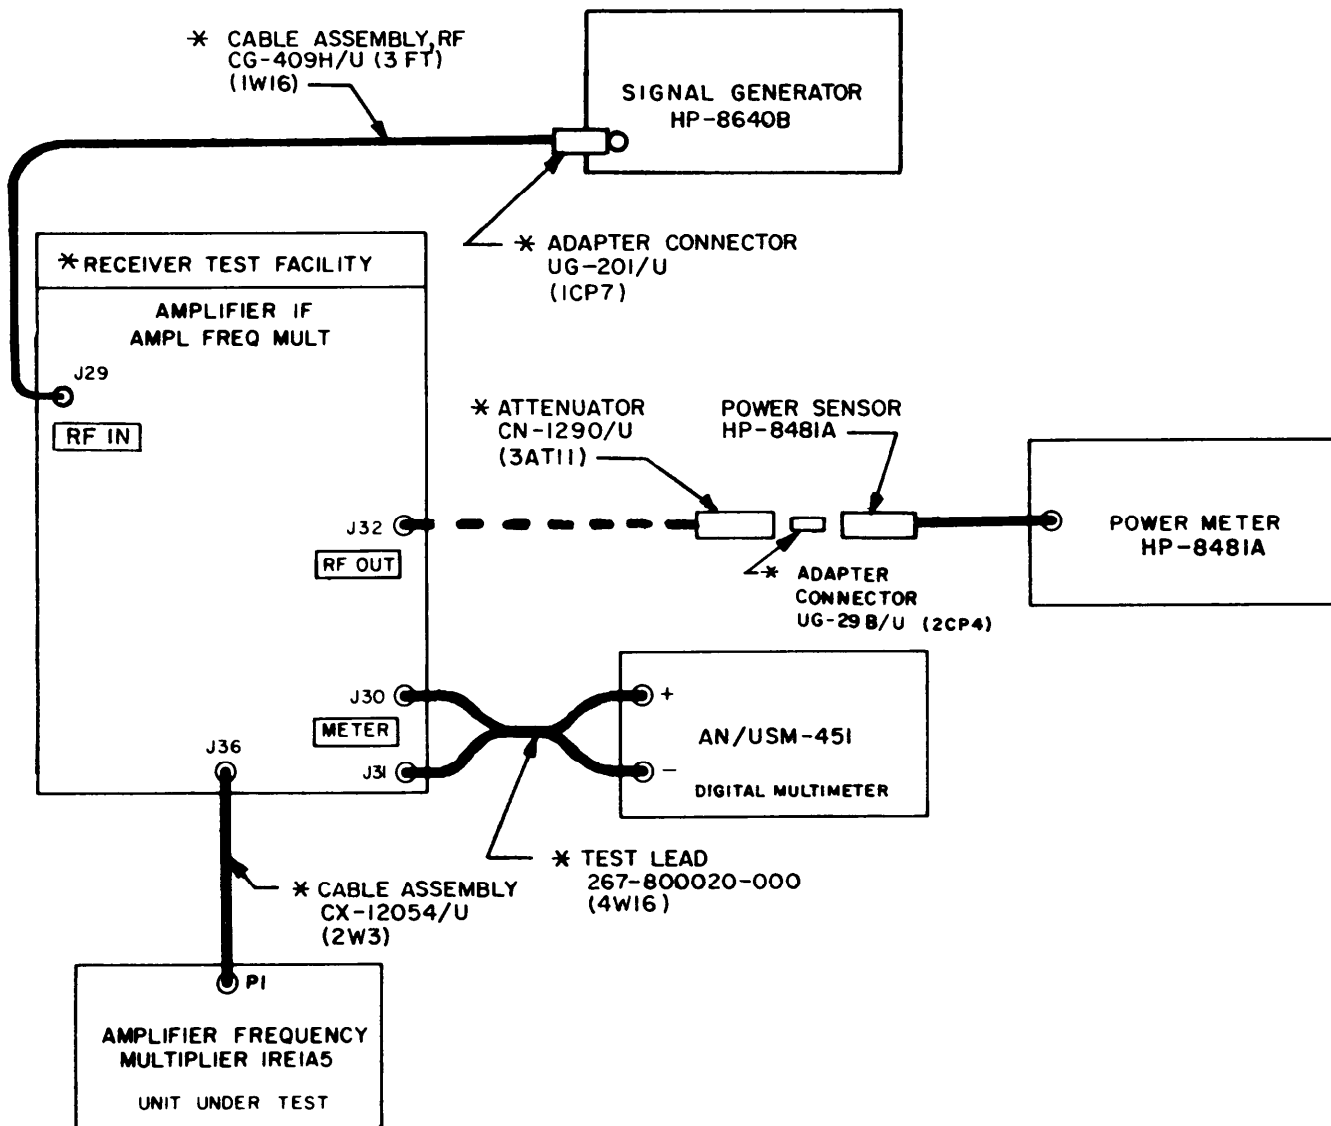 * CABLE ASSEMBLY, RF
CG-409H/U (3 FT)
(1W16)
SIGNAL GENERATOR
HP-8640B
* ADAPTER CONNECTOR
UG-201/U
(1CP7)
* RECEIVER TEST FACILITY
AMPLIFIER IF
AMPL FREQ MULT
J29
RF IN
* ATTENUATOR
CN-1290/U
(3AT11)
POWER SENSOR
HP-8481A
J32
RF OUT
POWER METER
HP-8481A
* ADAPTER
CONNECTOR
UG-29B/U (2CP4)
J30
METER
J31
J36
+
AN/USM-451
-
DIGITAL MULTIMETER
* TEST LEAD
267-800020-000
(4W16)
* CABLE ASSEMBLY
CX-12054/U
(2W3)
P1
AMPLIFIER FREQUENCY
MULTIPLIER 1RE1A5
UNIT UNDER TEST